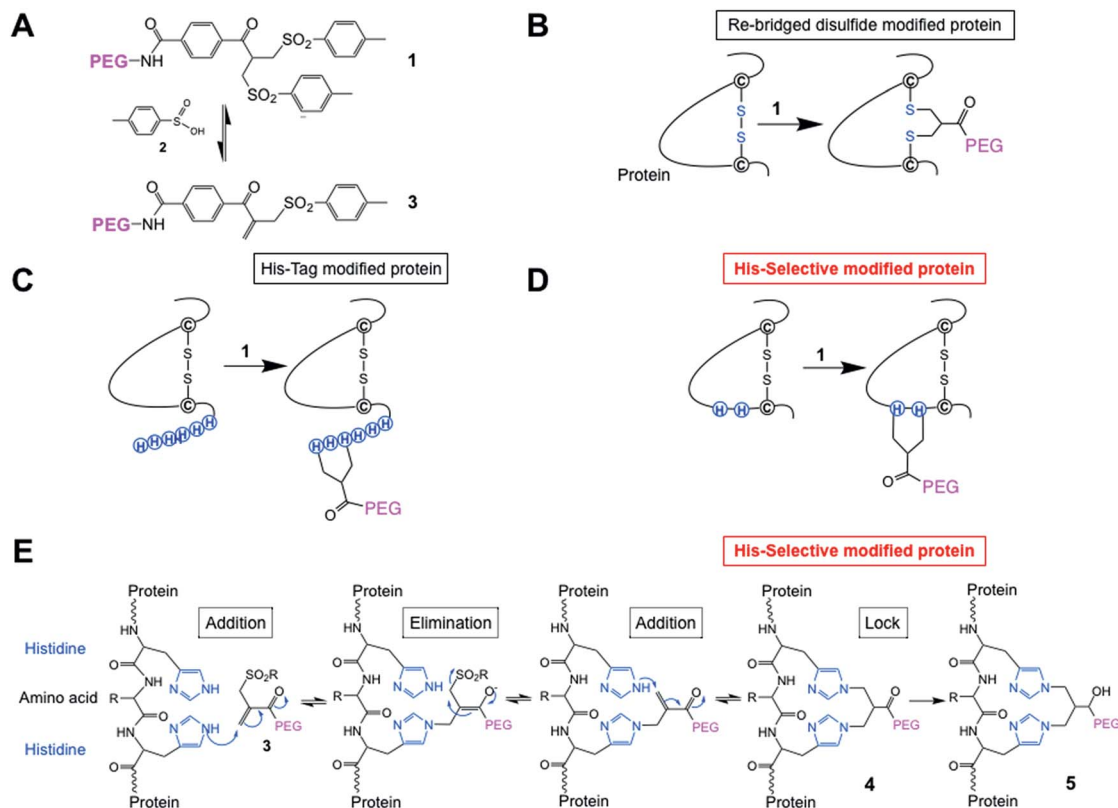 A
O
O
SO₂
PEG
NH
1
SO₂
O
S
OH
2
O
O
SO₂
PEG
NH
3
B
Re-bridged disulfide modified protein
C
S
S
C
Protein
1
C
S
S
C
O
PEG
C
His-Tag modified protein
C
S
S
C
HHHHHH
1
C
S
S
C
HHHHHH
O
PEG
D
His-Selective modified protein
C
S
S
H H C
1
C
S
S
H H C
O
PEG
E
His-Selective modified protein
Protein
Addition
Protein
Elimination
Protein
Addition
Protein
Lock
Protein
Histidine
Amino acid
Histidine
HN
O
NH
R
HN
O
O
N
NH
N
NH
SO₂R
O
PEG
3
Protein
HN
O
NH
R
HN
O
O
N
NH
N
N
SO₂R
O-
PEG
Protein
HN
O
NH
R
HN
O
O
N
NH
N
N
O
PEG
Protein
HN
O
NH
R
HN
O
O
N
N
N
N
O
PEG
4
Protein
HN
O
NH
R
HN
O
O
N
N
N
N
OH
PEG
5
Protein